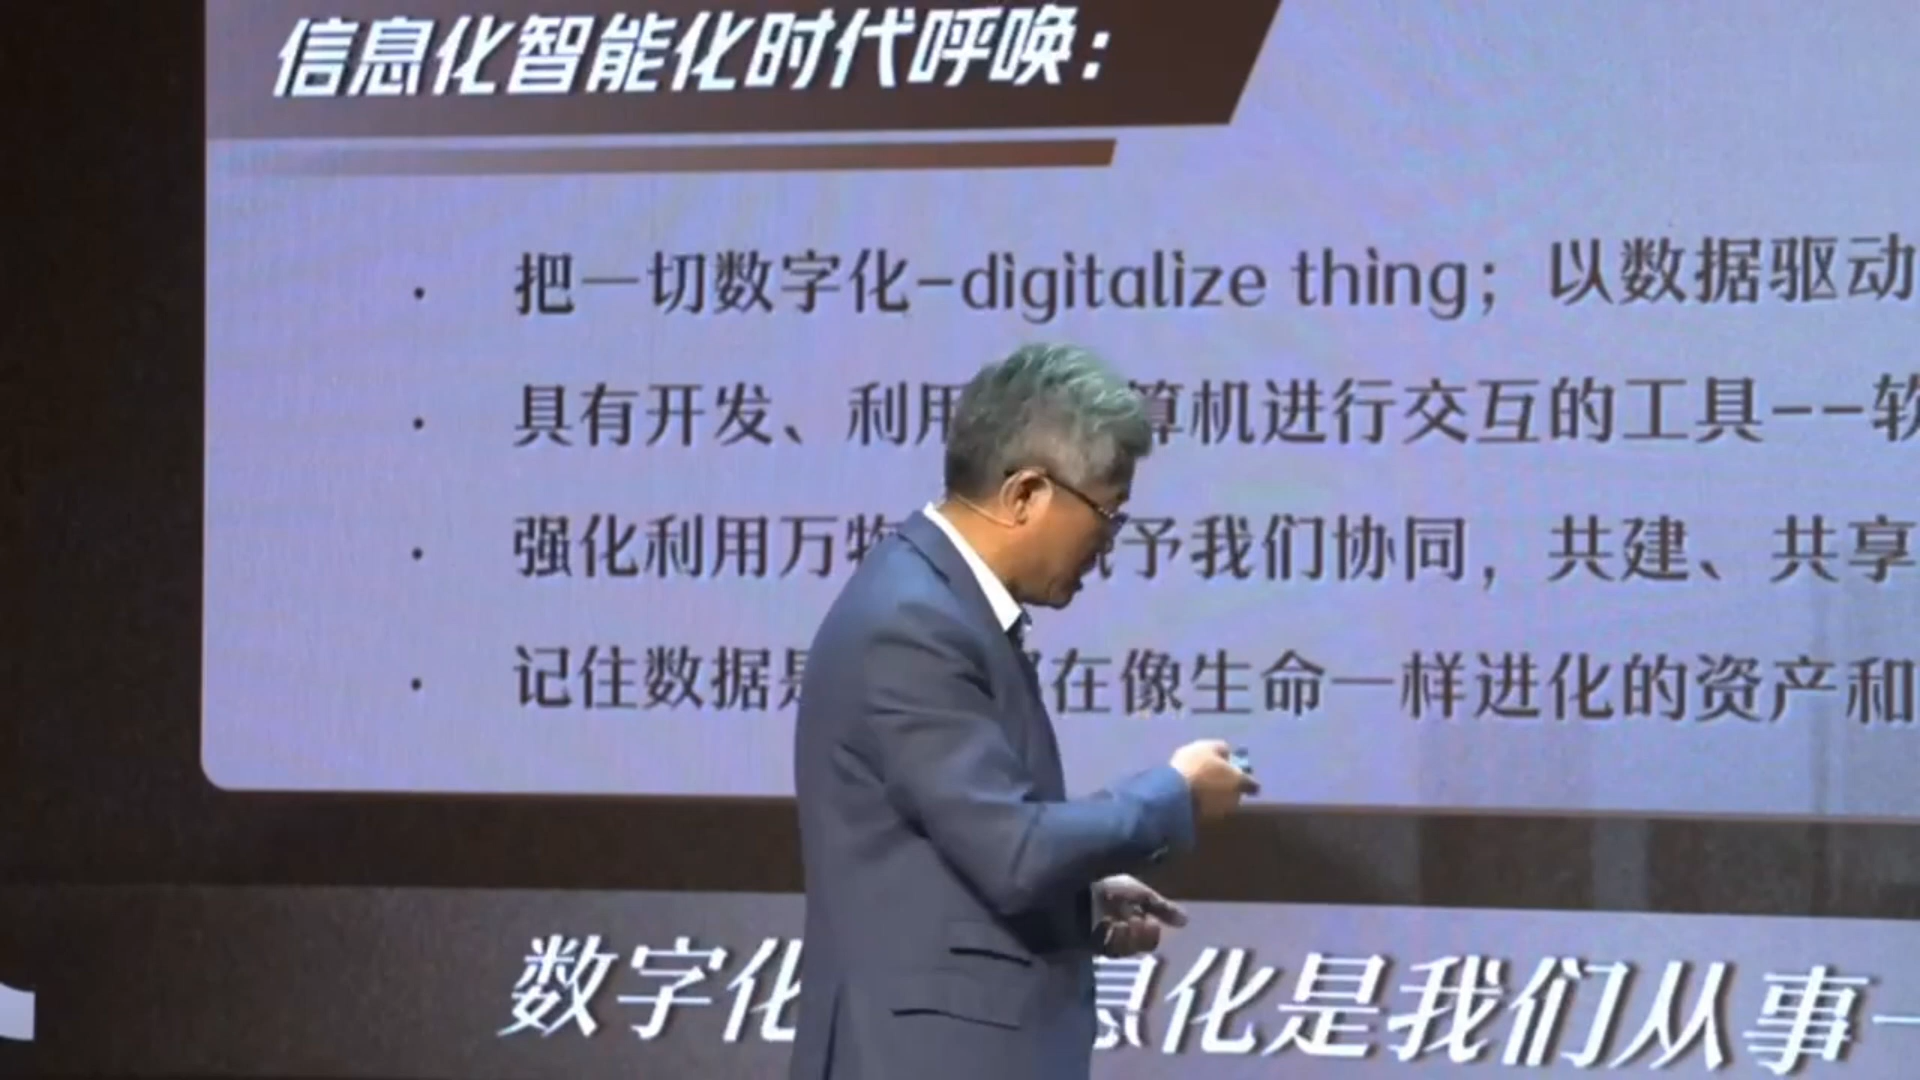 信息化智能化时代呼唤：
· 把一切数字化-digitalize thing；以数据驱动
· 具有开发、利用 算机进行交互的工具--软
· 强化利用万物 予我们协同，共建、共享
· 记住数据是 在像生命一样进化的资产和
数字化 息化是我们从事一